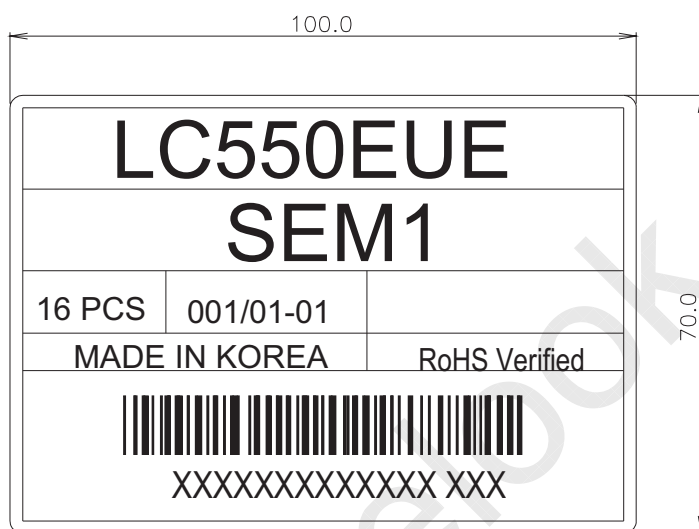 100.0
LC550EUE
SEM1
16 PCS 001/01-01
MADE IN KOREA RoHS Verified
XXXXXXXXXXXXX XXX
70.0